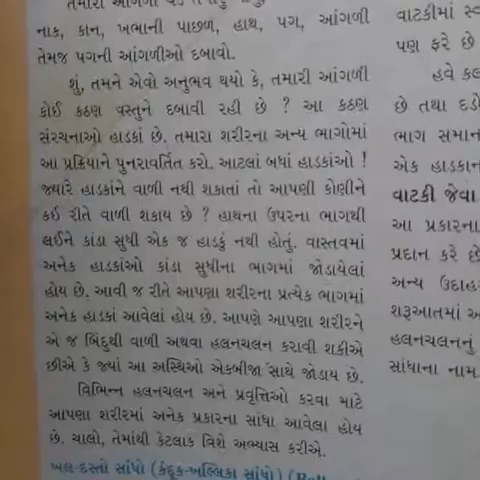 નાક, કાન, ખભાની પાછળ, હાથ, પગ, આંગળી
તેમજ પગની આંગળીઓ દબાવો.
શું, તમને એવો અનુભવ થયો કે, તમારી આંગળી
કોઈ કઠણ વસ્તુને દબાવી રહી છે ? આ કઠણ
સંરચનાઓ હાડકાં છે. તમારા શરીરના અન્ય ભાગોમાં
આ પ્રક્રિયાને પુનરાવર્તિત કરો. આટલાં બધાં હાડકાંઓ !
જ્યારે હાડકાંને વાળી નથી શકાતાં તો આપણી કોણીને
કઈ રીતે વાળી શકાય છે ? હાથના ઉપરના ભાગથી
લઈને કાંડા સુધી એક જ હાડકું નથી હોતું. વાસ્તવમાં
અનેક હાડકાંઓ કાંડા સુધીના ભાગમાં જોડાયેલાં
હોય છે. આવી જ રીતે આપણા શરીરના પ્રત્યેક ભાગમાં
અનેક હાડકાં આવેલાં હોય છે. આપણે આપણા શરીરને
એ જ બિંદુથી વાળી અથવા હલનચલન કરાવી શકીએ
છીએ કે જ્યાં આ અસ્થિઓ એકબીજા સાથે જોડાય છે.
વિભિન્ન હલનચલન અને પ્રવૃત્તિઓ કરવા માટે
આપણા શરીરમાં અનેક પ્રકારના સાંધા આવેલા હોય
છે. ચાલો, તેમાંથી કેટલાક વિશે અભ્યાસ કરીએ.
ખલ-દસ્તો સાંધો (કંદુક-ખલ્લિકા સાંધો)
વાટકીમાં
પણ ફરે છે
હવે
છે તથા
ભાગ સમાન
એક હાડકાન
વાટકી જેવા
આ પ્રકારના
પ્રદાન કરે છે
અન્ય
શરૂઆતમાં
હલનચલનનું
સાંધાના નામ